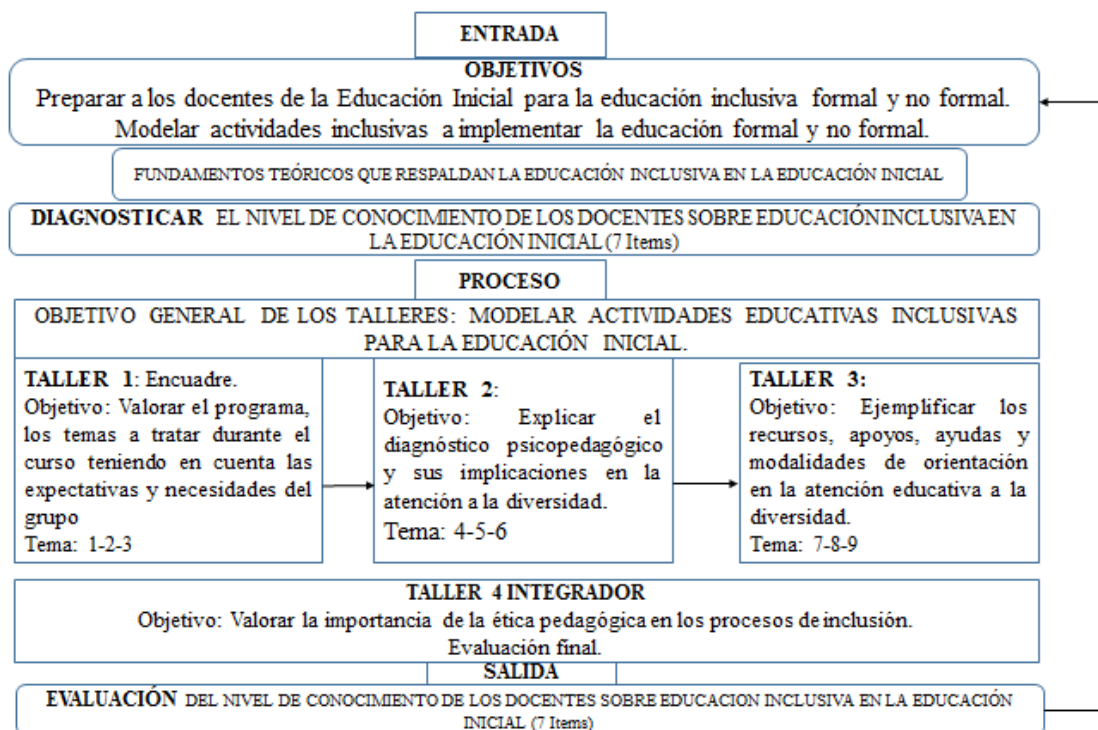 ENTRADA
OBJETIVOS
Preparar a los docentes de la Educación Inicial para la educación inclusiva formal y no formal.
Modelar actividades inclusivas a implementar la educación formal y no formal.
FUNDAMENTOS TEÓRICOS QUE RESPALDAN LA EDUCACIÓN INCLUSIVA EN LA EDUCACIÓN INICIAL
DIAGNOSTICAR EL NIVEL DE CONOCIMIENTO DE LOS DOCENTES SOBRE EDUCACIÓN INCLUSIVA EN
LA EDUCACIÓN INICIAL (7 Items)
PROCESO
OBJETIVO GENERAL DE LOS TALLERES: MODELAR ACTIVIDADES EDUCATIVAS INCLUSIVAS
PARA LA EDUCACIÓN INICIAL.
TALLER 1: Encuadre.
Objetivo: Valorar el programa,
los temas a tratar durante el
curso teniendo en cuenta las
expectativas y necesidades del
grupo
Tema: 1-2-3
TALLER 2:
Objetivo: Explicar el
diagnóstico psicopedagógico
y sus implicaciones en la
atención a la diversidad.
Tema: 4-5-6
TALLER 3:
Objetivo: Ejemplificar los
recursos, apoyos, ayudas y
modalidades de orientación
en la atención educativa a la
diversidad.
Tema: 7-8-9
TALLER 4 INTEGRADOR
Objetivo: Valorar la importancia de la ética pedagógica en los procesos de inclusión.
Evaluación final.
SALIDA
EVALUACIÓN DEL NIVEL DE CONOCIMIENTO DE LOS DOCENTES SOBRE EDUCACION INCLUSIVA EN LA EDUCACIÓN
INICIAL (7 Items)